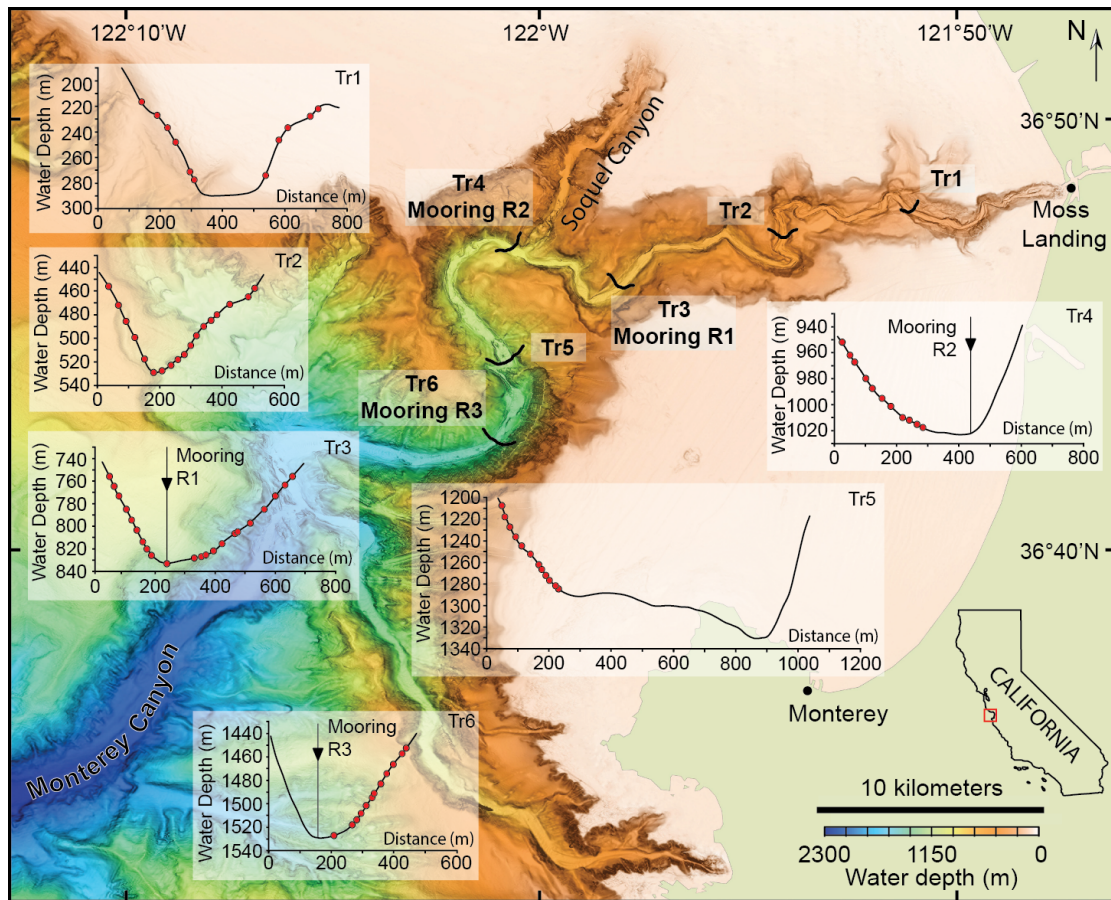 122°10'W
122°W
121°50'W
N
36°50'N
36°40'N
Tr1
Water Depth (m)
200
220
240
260
280
300
Distance (m)
0 200 400 600 800
Tr2
Water Depth (m)
440
460
480
500
520
540
Distance (m)
0 200 400 600
Tr3
Mooring
R1
Water Depth (m)
740
760
780
800
820
840
Distance (m)
0 200 400 600 800
Tr4
Mooring
R2
Water Depth (m)
940
960
980
1000
1020
Distance (m)
0 200 400 600 800
Tr5
Water Depth (m)
1200
1220
1240
1260
1280
1300
1320
1340
Distance (m)
0 200 400 600 800 1000 1200
Tr6
Mooring
R3
Water Depth (m)
1440
1460
1480
1500
1520
1540
Distance (m)
0 200 400 600
Soquel Canyon
Tr4
Mooring R2
Tr2
Tr1
Moss
Landing
Tr3
Mooring R1
Tr5
Tr6
Mooring R3
Monterey Canyon
Monterey
CALIFORNIA
10 kilometers
2300 1150 0
Water depth (m)